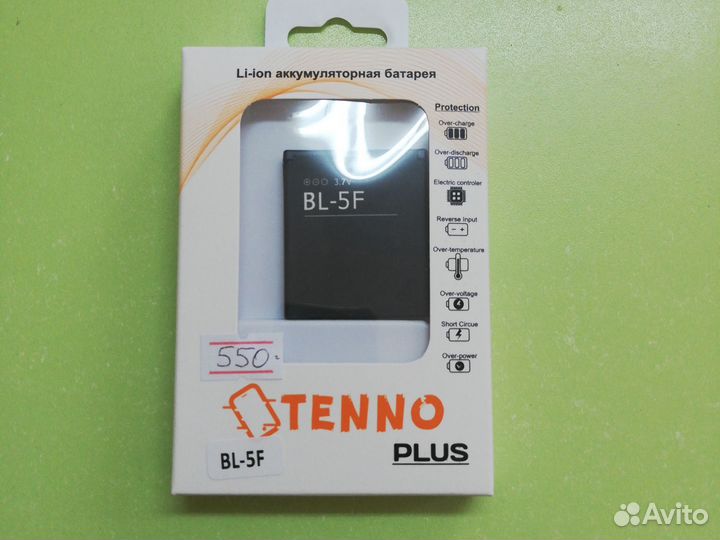 Li-ion аккумуляторная батарея
Protection
Over-charge
Over-discharge
Electric controler
Reverse Input
Over-temperature
Over-voltage
Short Circue
Over-power
3.7V
BL-5F
550-
TENNO
PLUS
BL-5F
Avito